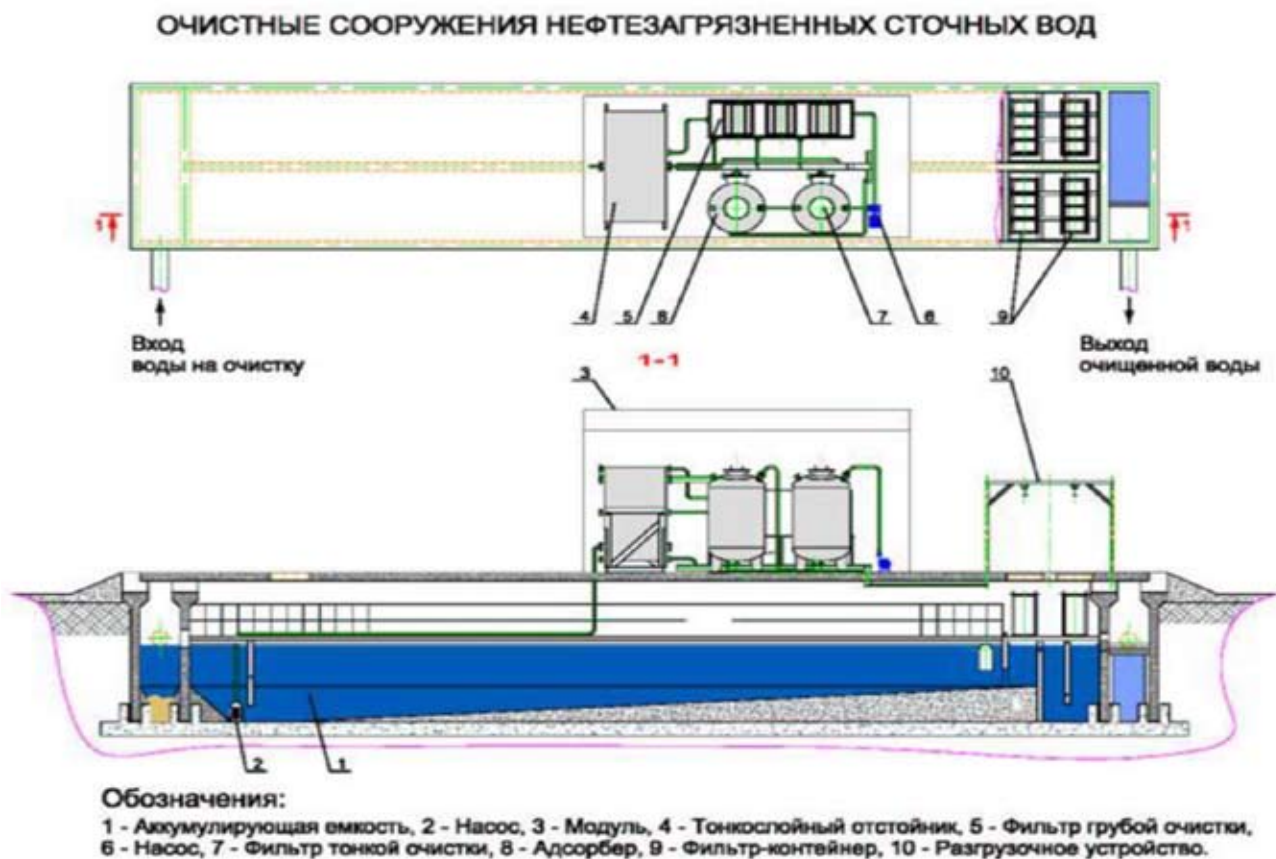 ОЧИСТНЫЕ СООРУЖЕНИЯ НЕФТЕЗАГРЯЗНЕННЫХ СТОЧНЫХ ВОД
1 1
4 5 8 7 6 9
Вход
воды на очистку
Выход
очищенной воды
1-1
3 10
2 1
Обозначения:
1 - Аккумулирующая емкость, 2 - Насос, 3 - Модуль, 4 - Тонкослойный отстойник, 5 - Фильтр грубой очистки,
6 - Насос, 7 - Фильтр тонкой очистки, 8 - Адсорбер, 9 - Фильтр-контейнер, 10 - Разгрузочное устройство.